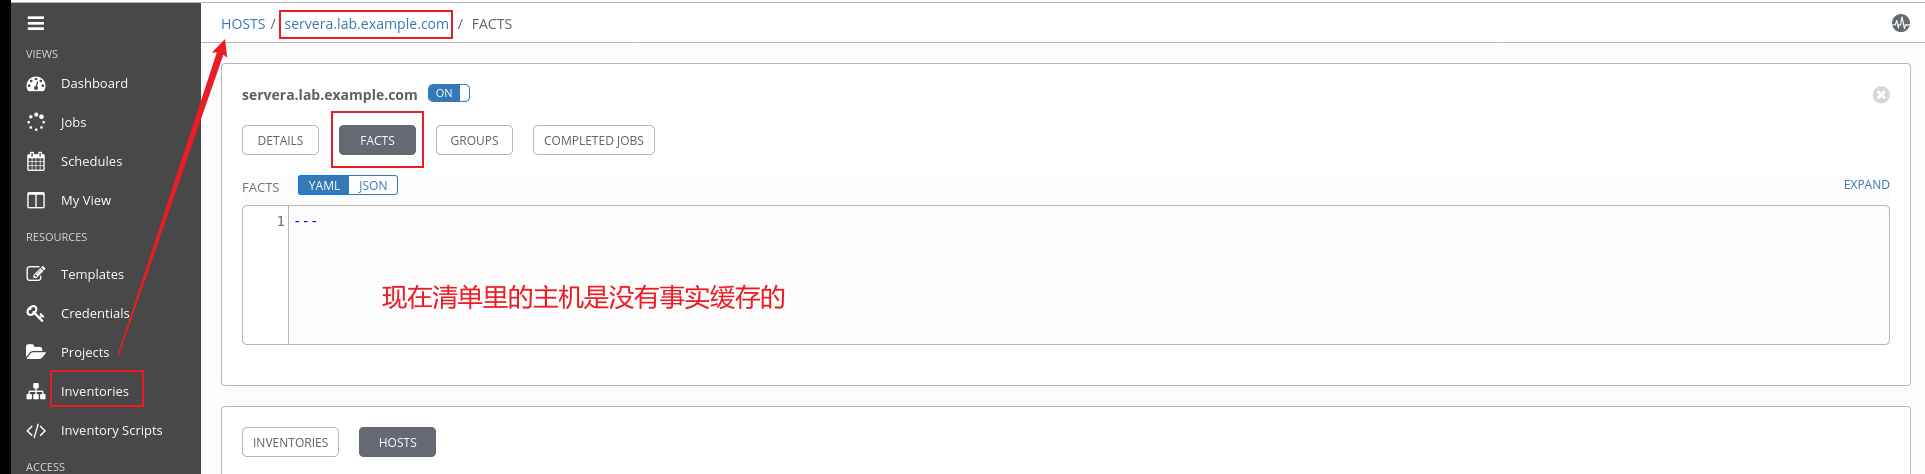 HOSTS / servera.lab.example.com / FACTS
VIEWS
Dashboard
Jobs
Schedules
My View
RESOURCES
Templates
Credentials
Projects
Inventories
Inventory Scripts
ACCESS
servera.lab.example.com ON
DETAILS FACTS GROUPS COMPLETED JOBS
FACTS YAML JSON EXPAND
1 ---
现在清单里的主机是没有事实缓存的
INVENTORIES HOSTS